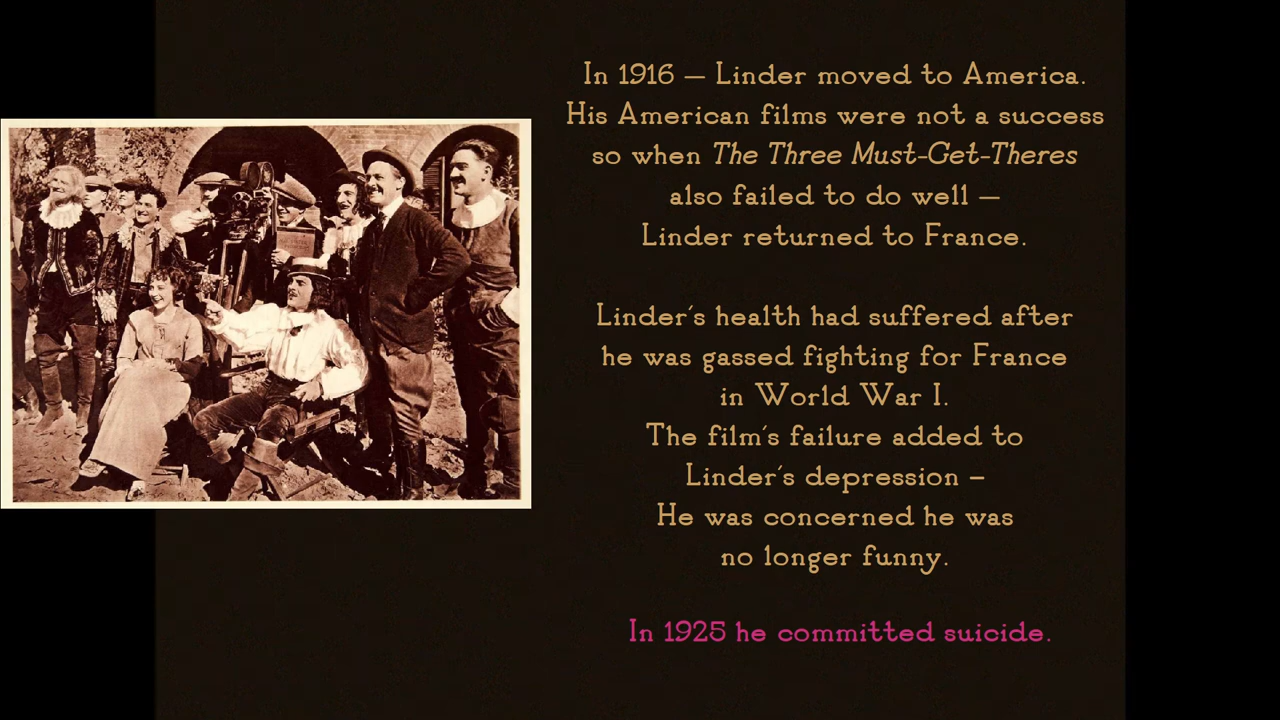 In 1916 — Linder moved to America.
His American films were not a success
so when The Three Must-Get-Theres
also failed to do well —
Linder returned to France.
Linder's health had suffered after
he was gassed fighting for France
in World War I.
The film's failure added to
Linder's depression –
He was concerned he was
no longer funny.
In 1925 he committed suicide.